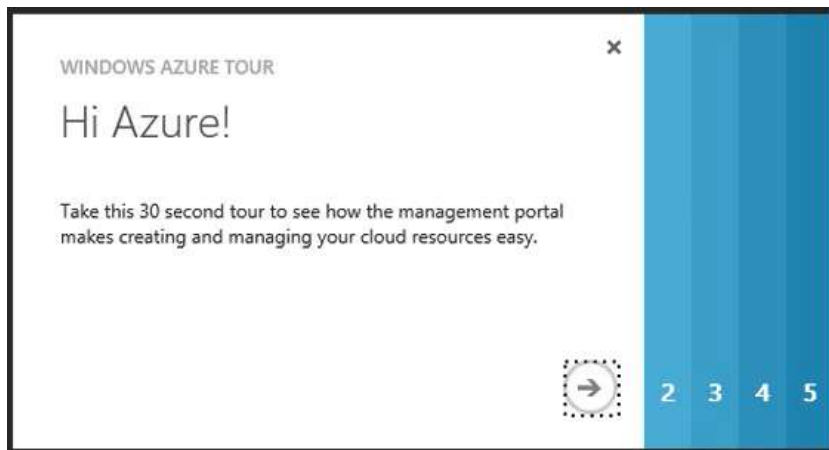 WINDOWS AZURE TOUR
Hi Azure!
Take this 30 second tour to see how the management portal
makes creating and managing your cloud resources easy.
2 3 4 5